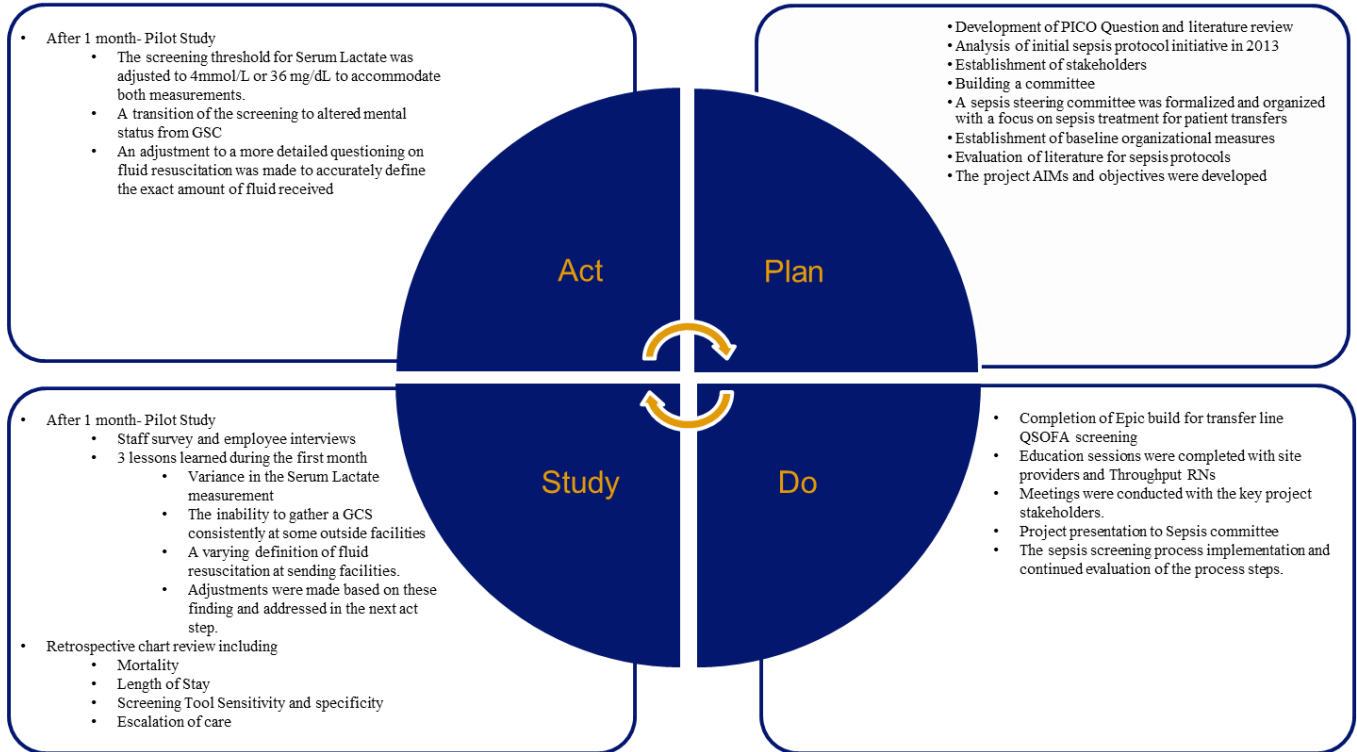 • After 1 month- Pilot Study
• The screening threshold for Serum Lactate was
adjusted to 4mmol/L or 36 mg/dL to accommodate
both measurements.
• A transition of the screening to altered mental
status from GSC
• An adjustment to a more detailed questioning on
fluid resuscitation was made to accurately define
the exact amount of fluid received
• Development of PICO Question and literature review
• Analysis of initial sepsis protocol initiative in 2013
• Establishment of stakeholders
• Building a committee
• A sepsis steering committee was formalized and organized
with a focus on sepsis treatment for patient transfers
• Establishment of baseline organizational measures
• Evaluation of literature for sepsis protocols
• The project AIMs and objectives were developed
Act
Plan
• After 1 month- Pilot Study
• Staff survey and employee interviews
• 3 lessons learned during the first month
• Variance in the Serum Lactate
measurement
• The inability to gather a GCS
consistently at some outside facilities
• A varying definition of fluid
resuscitation at sending facilities.
• Adjustments were made based on these
finding and addressed in the next act
step.
• Retrospective chart review including
• Mortality
• Length of Stay
• Screening Tool Sensitivity and specificity
• Escalation of care
Study
Do
• Completion of Epic build for transfer line
QSOFA screening
• Education sessions were completed with site
providers and Throughput RNs
• Meetings were conducted with the key project
stakeholders.
• Project presentation to Sepsis committee
• The sepsis screening process implementation and
continued evaluation of the process steps.